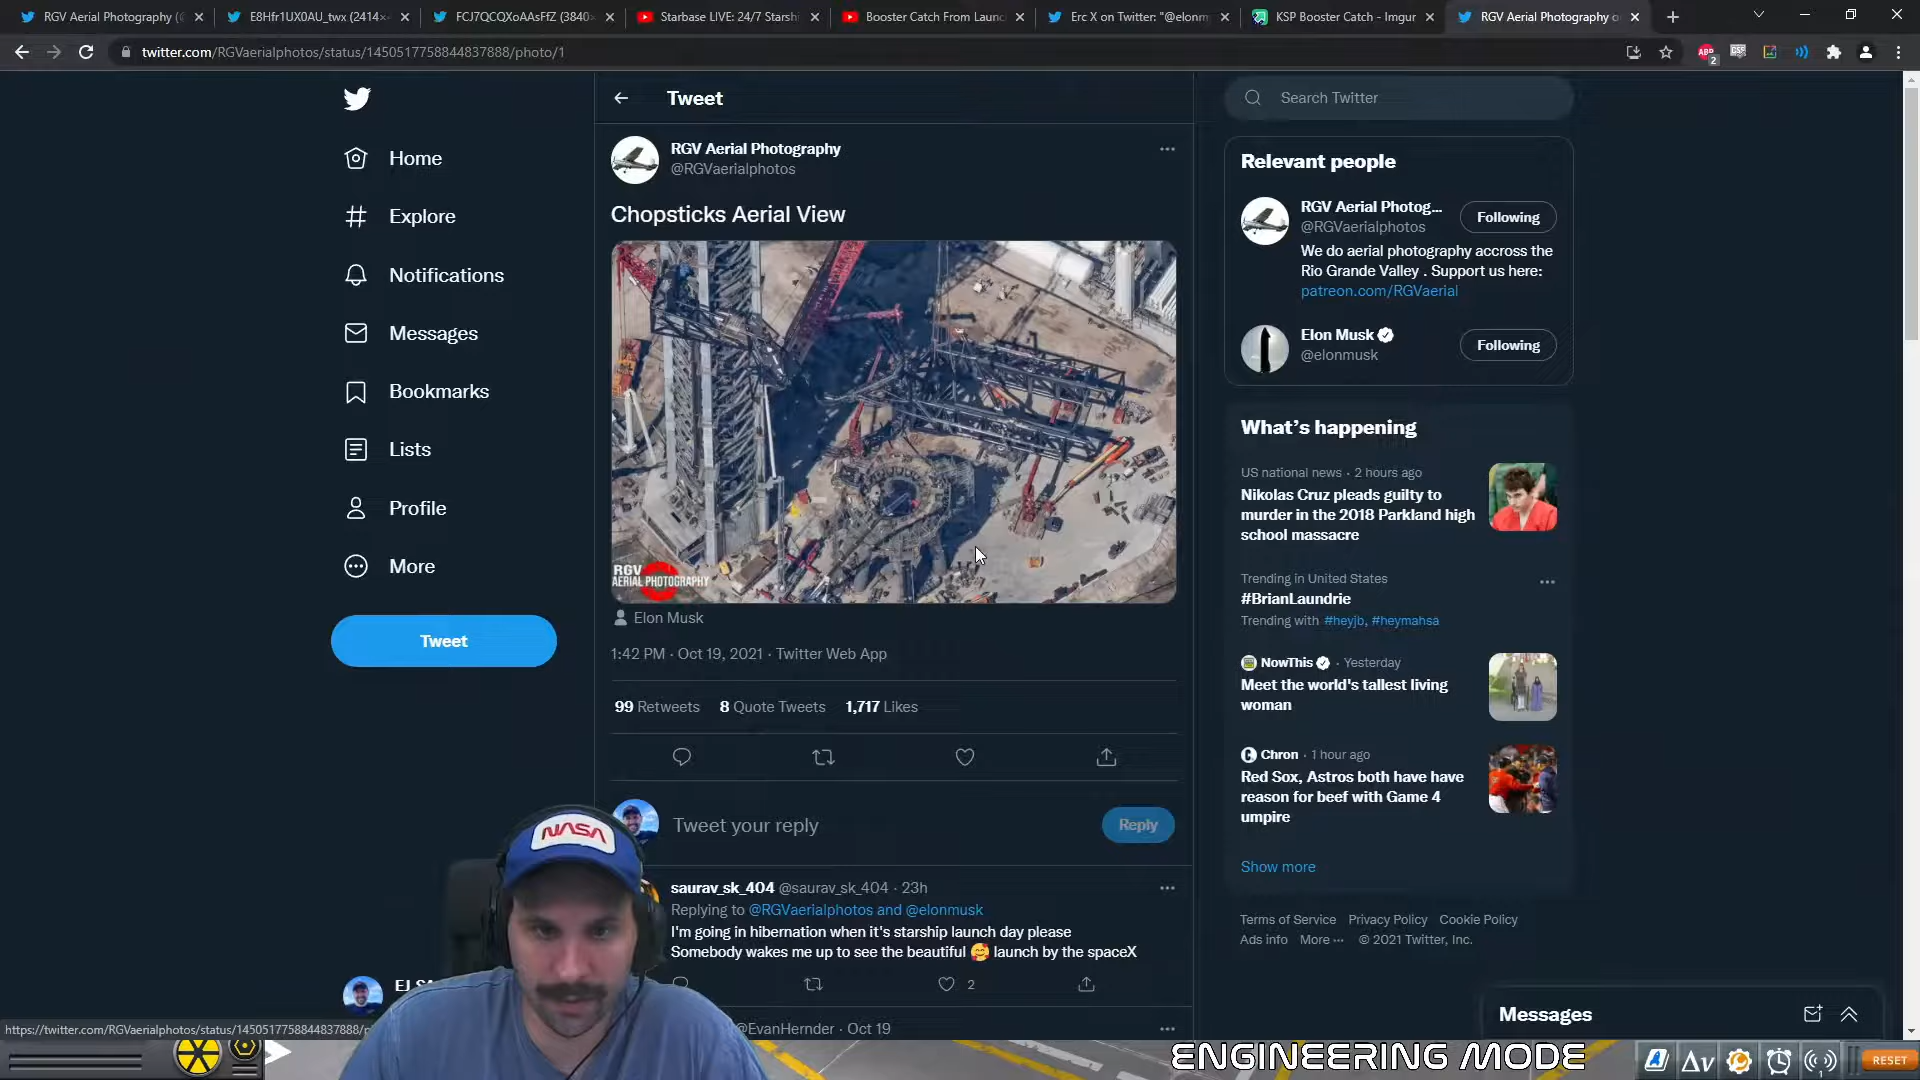 RGV Aerial Photography (@
E8Hfr1UX0AU_twx (2414×
FCJ7QCQXoAAsFfZ (3840×
Starbase LIVE: 24/7 Starshi
Booster Catch From Launc
Erc X on Twitter: "@elonm
KSP Booster Catch - Imgur
RGV Aerial Photography o
twitter.com/RGVaerialphotos/status/1450517758844837888/photo/1
ABP
2
Home
Explore
Notifications
Messages
Bookmarks
Lists
Profile
More
Tweet
Tweet
RGV Aerial Photography
@RGVaerialphotos
Chopsticks Aerial View
RGV
AERIAL PHOTOGRAPHY
Elon Musk
1:42 PM · Oct 19, 2021 · Twitter Web App
99 Retweets 8 Quote Tweets 1,717 Likes
Tweet your reply
Reply
saurav_sk_404 @saurav_sk_404 · 23h
Replying to @RGVaerialphotos and @elonmusk
I'm going in hibernation when it's starship launch day please
Somebody wakes me up to see the beautiful 🥰 launch by the spaceX
2
@EvanHernder · Oct 19
Search Twitter
Relevant people
RGV Aerial Photog...
@RGVaerialphotos
Following
We do aerial photography accross the
Rio Grande Valley . Support us here:
patreon.com/RGVaerial
Elon Musk
@elonmusk
Following
What's happening
US national news · 2 hours ago
Nikolas Cruz pleads guilty to
murder in the 2018 Parkland high
school massacre
Trending in United States
#BrianLaundrie
Trending with #heyjb, #heymahsa
NowThis · Yesterday
Meet the world's tallest living
woman
Chron · 1 hour ago
Red Sox, Astros both have have
reason for beef with Game 4
umpire
Show more
Terms of Service Privacy Policy Cookie Policy
Ads info More ··· © 2021 Twitter, Inc.
Messages
NASA
EJ SA
https://twitter.com/RGVaerialphotos/status/1450517758844837888/p
ENGINEERING MODE
Δv
1
RESET